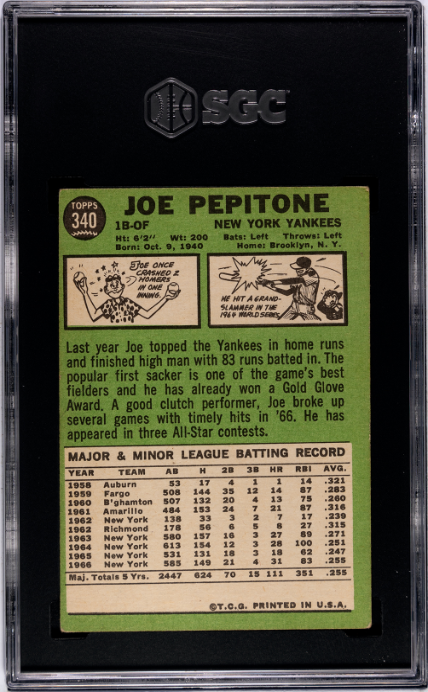 SGC
TOPPS
340
JOE PEPITONE
1B-OF NEW YORK YANKEES
Ht: 6'2" Wt: 200 Bats: Left Throws: Left
Born: Oct. 9, 1940 Home: Brooklyn, N. Y.
JOE ONCE
CRASHED 2
HOMERS
IN ONE
INNING.
HE HIT A GRAND-
SLAMMER IN THE
1964 WORLD SERIES
Last year Joe topped the Yankees in home runs
and finished high man with 83 runs batted in. The
popular first sacker is one of the game's best
fielders and he has already won a Gold Glove
Award. A good clutch performer, Joe broke up
several games with timely hits in '66. He has
appeared in three All-Star contests.
MAJOR & MINOR LEAGUE BATTING RECORD
YEAR TEAM AB H 2B 3B HR RBI AVG.
1958 Auburn 53 17 4 1 1 14 .321
1959 Fargo 508 144 35 12 14 87 .283
1960 B'ghamton 507 132 20 4 13 75 .260
1961 Amarillo 484 153 24 7 21 87 .316
1962 New York 138 33 3 2 7 17 .239
1962 Richmond 178 56 6 5 8 27 .315
1963 New York 580 157 16 3 27 89 .271
1964 New York 613 154 12 3 28 100 .251
1965 New York 531 131 18 3 18 62 .247
1966 New York 585 149 21 4 31 83 .255
Maj. Totals 5 Yrs. 2447 624 70 15 111 351 .255
©T.C.G. PRINTED IN U.S.A.